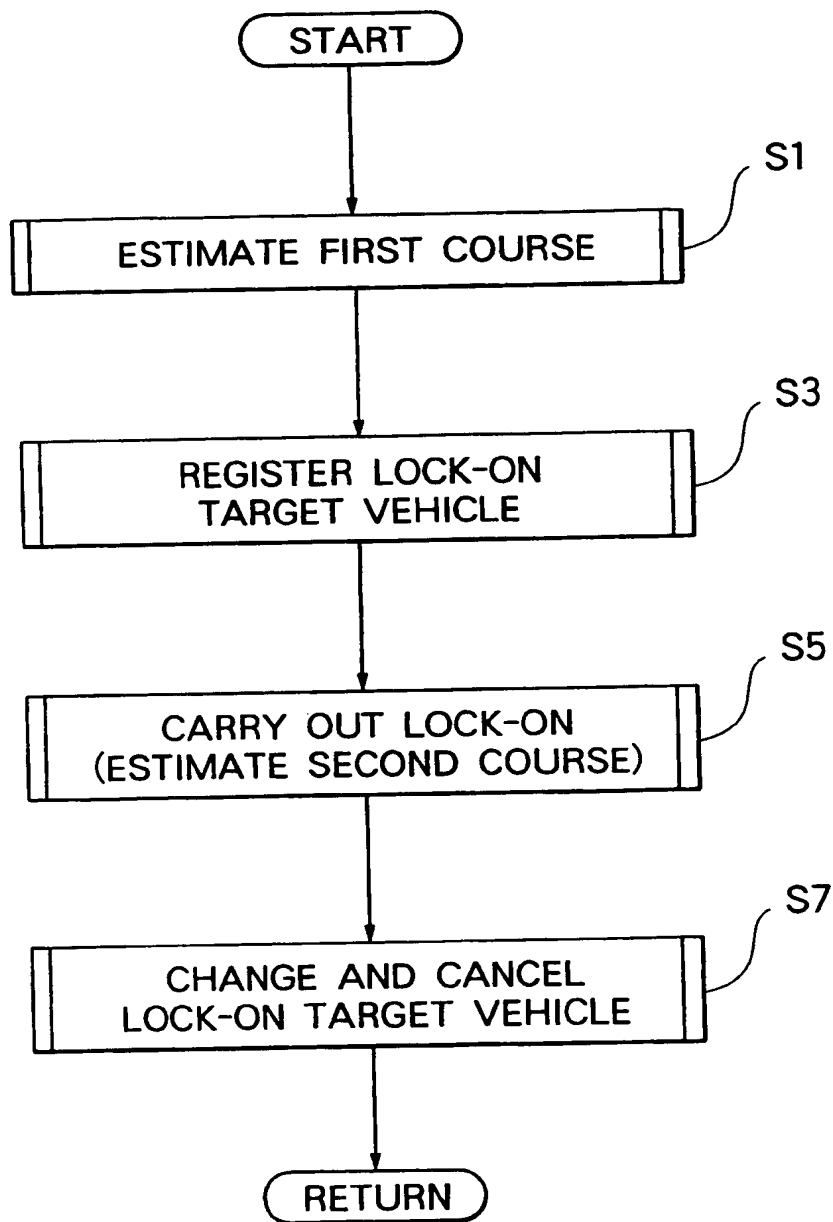 START
S1
ESTIMATE FIRST COURSE
S3
REGISTER LOCK-ON
TARGET VEHICLE
S5
CARRY OUT LOCK-ON
(ESTIMATE SECOND COURSE)
S7
CHANGE AND CANCEL
LOCK-ON TARGET VEHICLE
RETURN